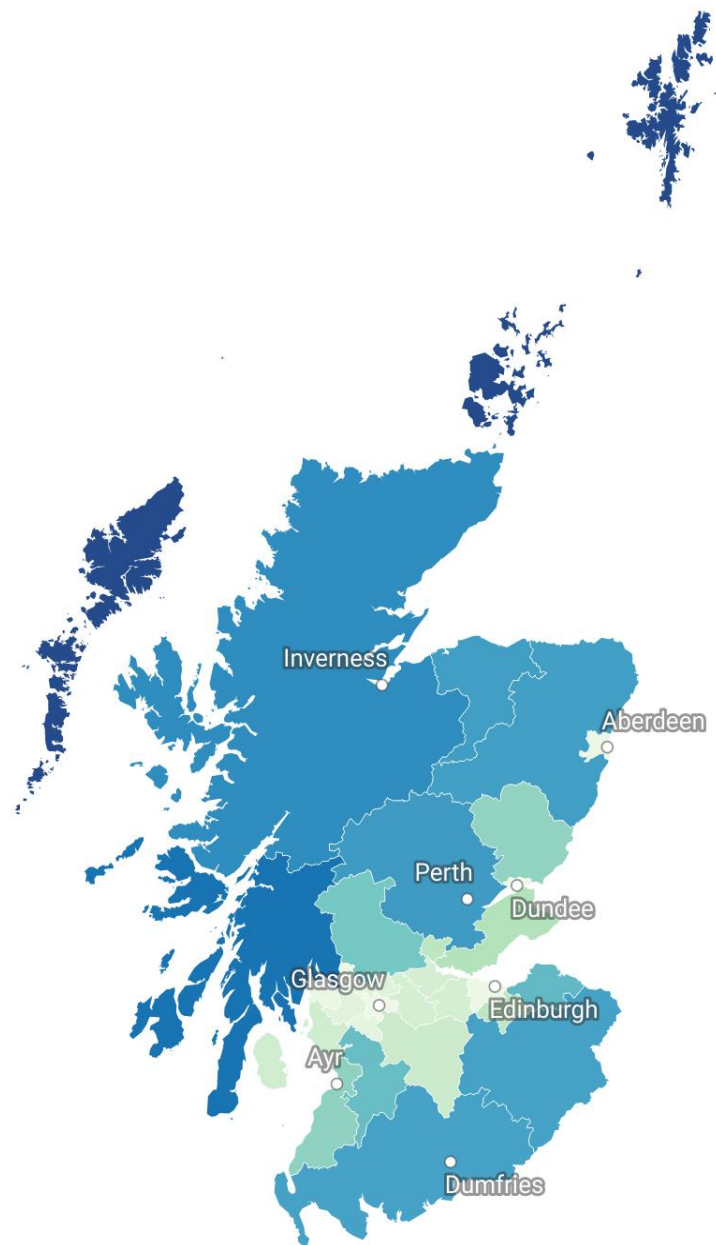 Inverness
Aberdeen
Perth
Dundee
Glasgow
Edinburgh
Ayr
Dumfries